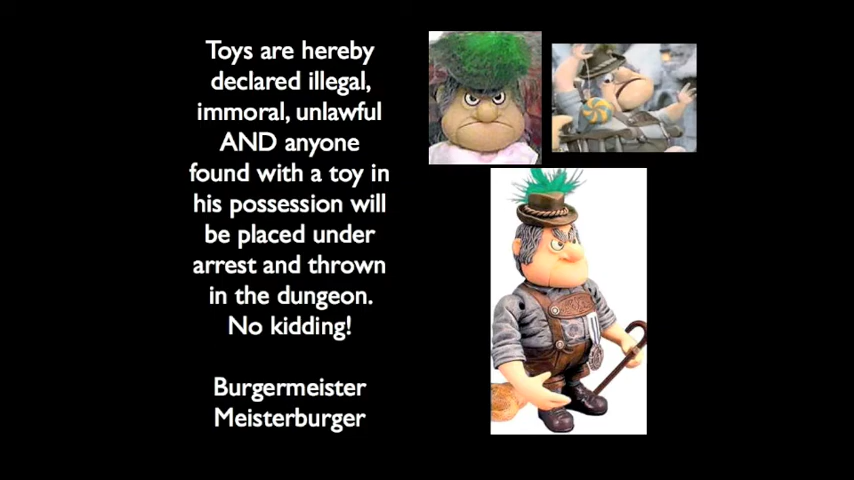 Toys are hereby
declared illegal,
immoral, unlawful
AND anyone
found with a toy in
his possession will
be placed under
arrest and thrown
in the dungeon.
No kidding!
Burgermeister
Meisterburger